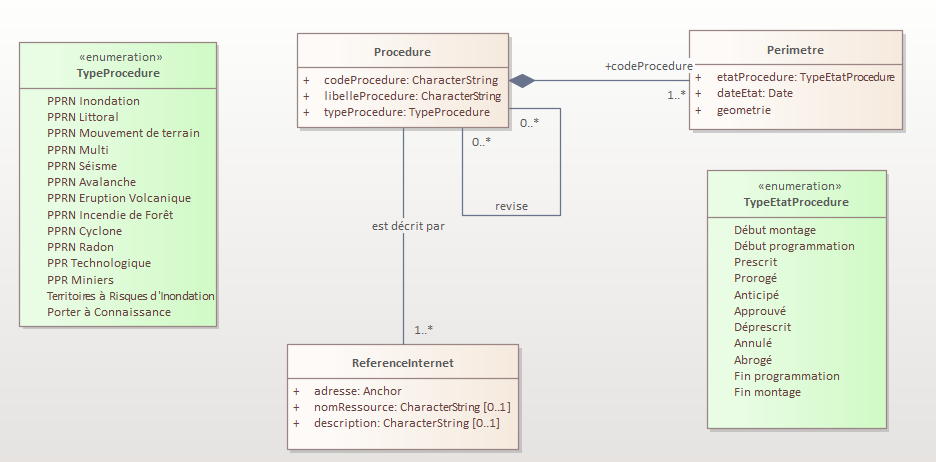 «enumeration»
TypeProcedure
PPRN Inondation
PPRN Littoral
PPRN Mouvement de terrain
PPRN Multi
PPRN Séisme
PPRN Avalanche
PPRN Eruption Volcanique
PPRN Incendie de Forêt
PPRN Cyclone
PPRN Radon
PPR Technologique
PPR Miniers
Territoires à Risques d'Inondation
Porter à Connaissance
Procedure
+ codeProcedure: CharacterString
+ libelleProcedure: CharacterString
+ typeProcedure: TypeProcedure
+codeProcedure
1..*
Perimetre
+ etatProcedure: TypeEtatProcedure
+ dateEtat: Date
+ geometrie
0..*
0..*
revise
est décrit par
1..*
«enumeration»
TypeEtatProcedure
Début montage
Début programmation
Prescrit
Prorogé
Anticipé
Approuvé
Déprescrit
Annulé
Abrogé
Fin programmation
Fin montage
ReferenceInternet
+ adresse: Anchor
+ nomRessource: CharacterString [0..1]
+ description: CharacterString [0..1]